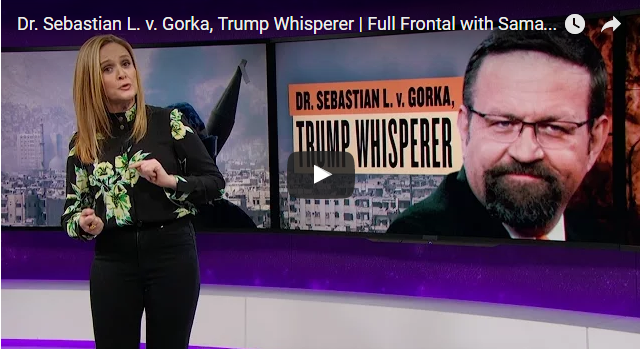 Dr. Sebastian L. v. Gorka, Trump Whisperer | Full Frontal with Sama...
DR. SEBASTIAN L. v. GORKA,
TRUMP WHISPERER